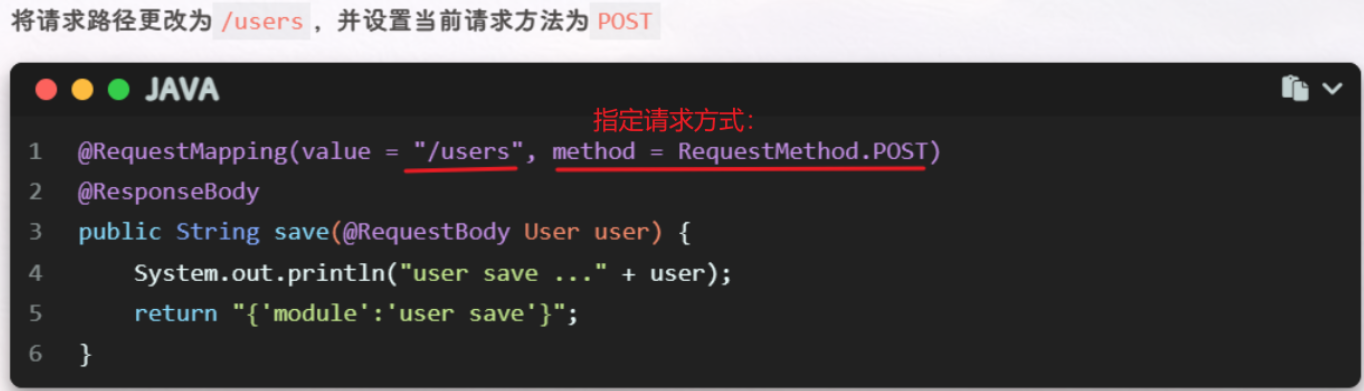 将请求路径更改为 /users ，并设置当前请求方法为 POST
JAVA
指定请求方式：
1 @RequestMapping(value = "/users", method = RequestMethod.POST)
2 @ResponseBody
3 public String save(@RequestBody User user) {
4     System.out.println("user save ..." + user);
5     return "{'module':'user save'}";
6 }